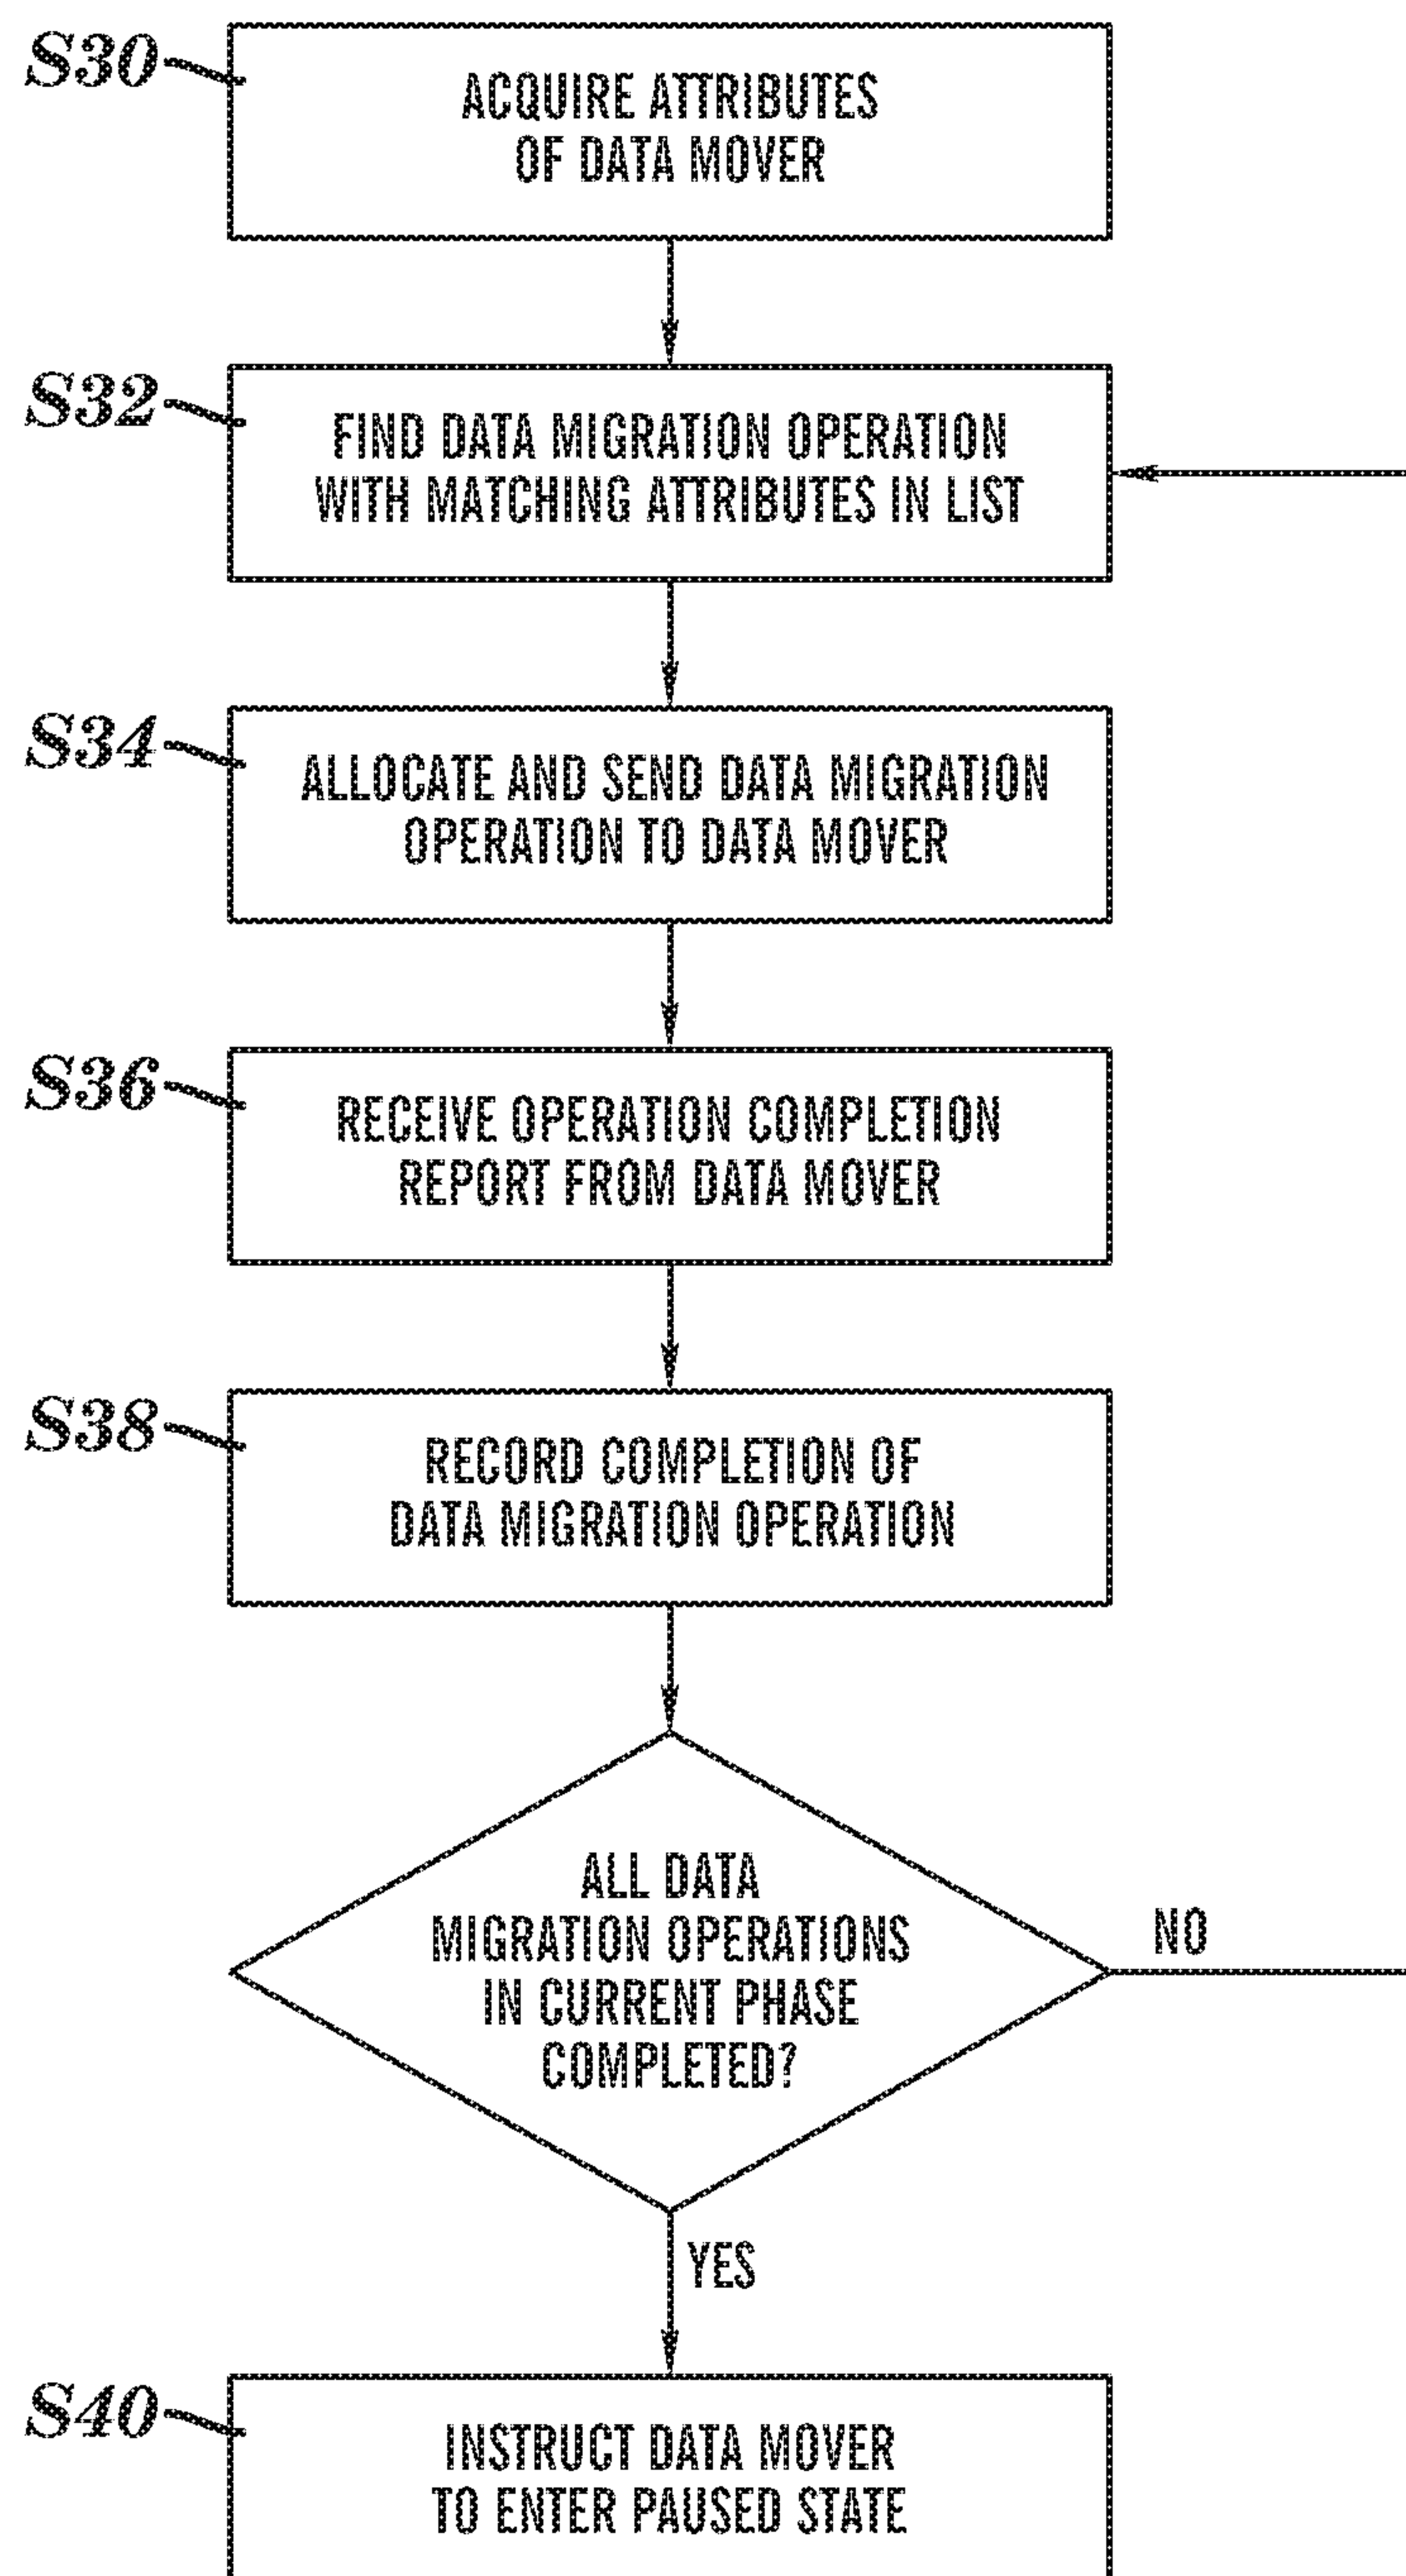 S30
ACQUIRE ATTRIBUTES
OF DATA MOVER
S32
FIND DATA MIGRATION OPERATION
WITH MATCHING ATTRIBUTES IN LIST
S34
ALLOCATE AND SEND DATA MIGRATION
OPERATION TO DATA MOVER
S36
RECEIVE OPERATION COMPLETION
REPORT FROM DATA MOVER
S38
RECORD COMPLETION OF
DATA MIGRATION OPERATION
ALL DATA
MIGRATION OPERATIONS
IN CURRENT PHASE
COMPLETED?
NO
YES
S40
INSTRUCT DATA MOVER
TO ENTER PAUSED STATE